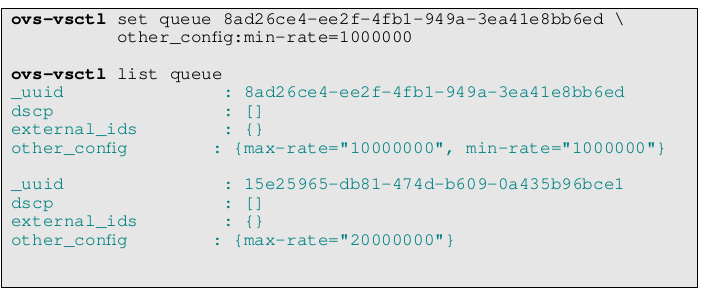 ovs-vsctl set queue 8ad26ce4-ee2f-4fb1-949a-3ea41e8bb6ed \
other_config:min-rate=1000000
ovs-vsctl list queue
_uuid : 8ad26ce4-ee2f-4fb1-949a-3ea41e8bb6ed
dscp : []
external_ids : {}
other_config : {max-rate="10000000", min-rate="1000000"}
_uuid : 15e25965-db81-474d-b609-0a435b96bce1
dscp : []
external_ids : {}
other_config : {max-rate="20000000"}